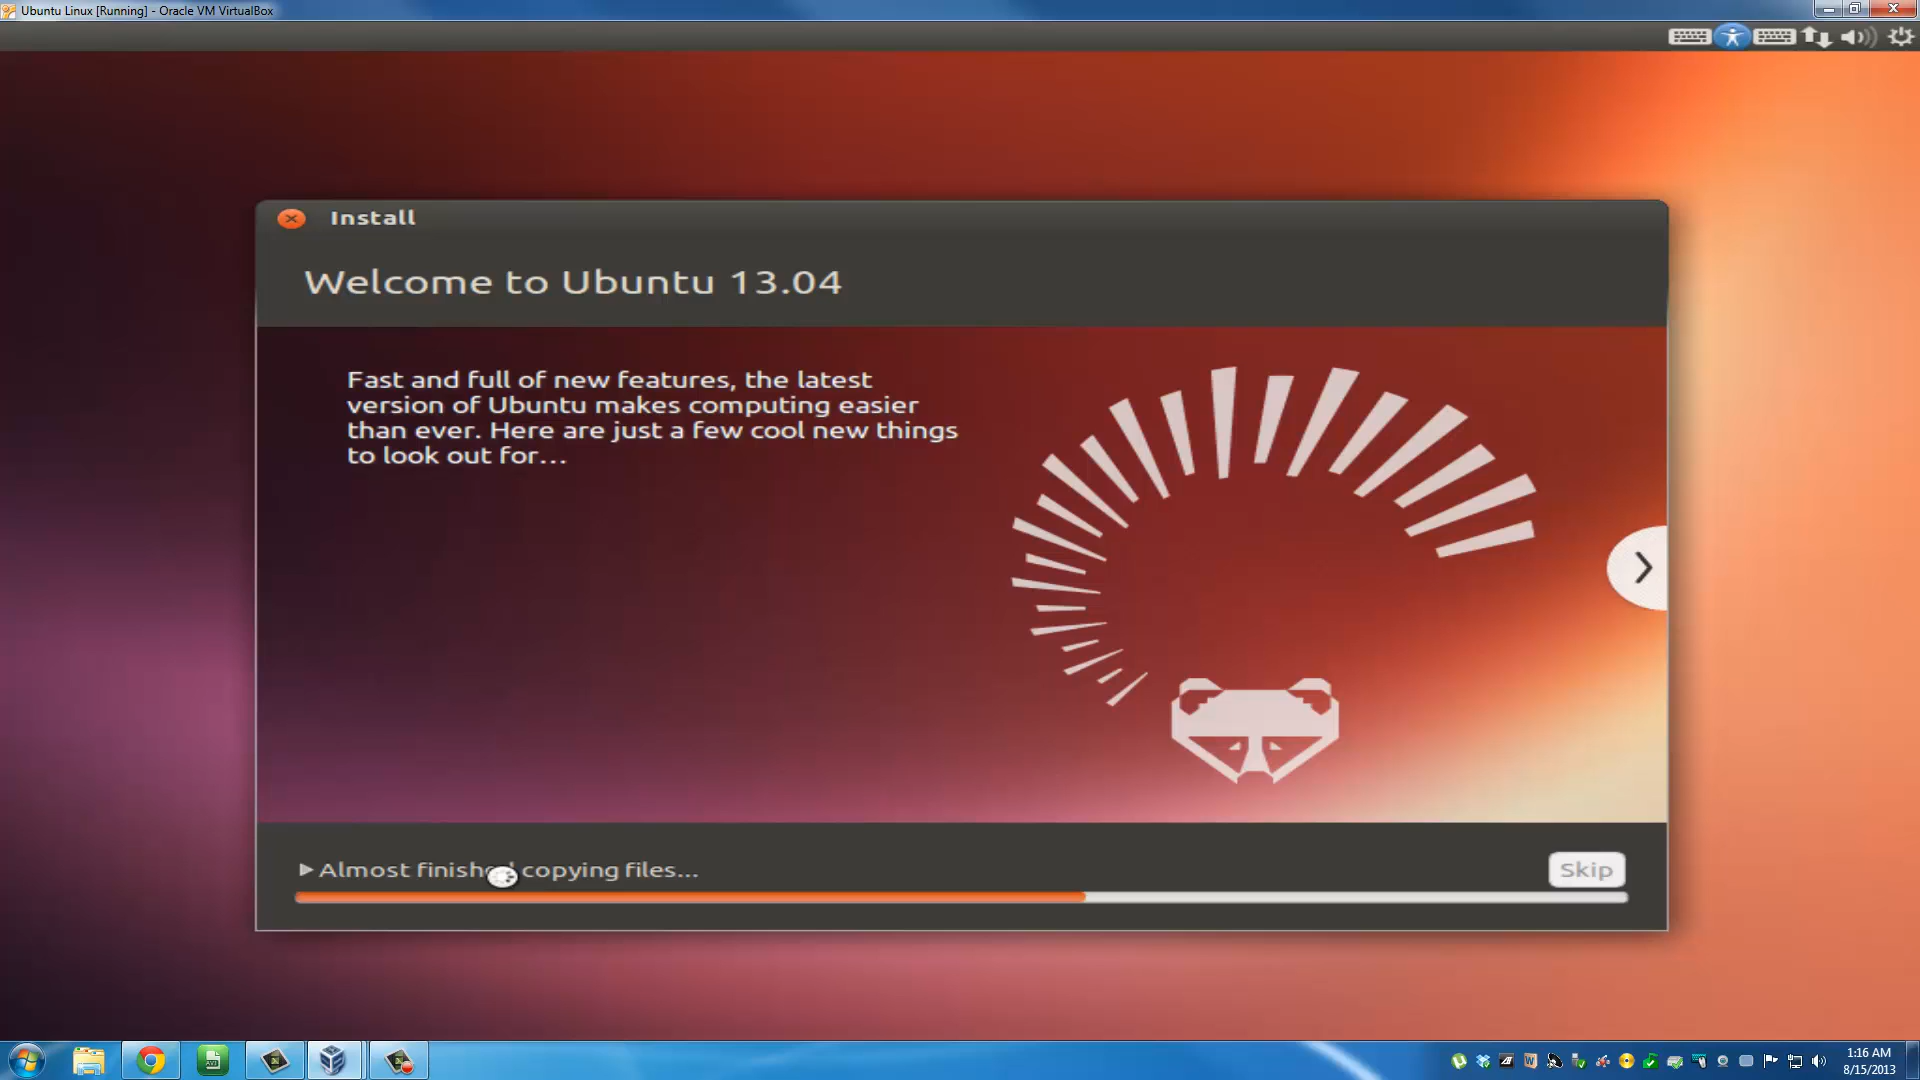 Ubuntu Linux [Running] - Oracle VM VirtualBox
Install
Welcome to Ubuntu 13.04
Fast and full of new features, the latest
version of Ubuntu makes computing easier
than ever. Here are just a few cool new things
to look out for...
Almost finished copying files...
Skip
1:16 AM
8/15/2013